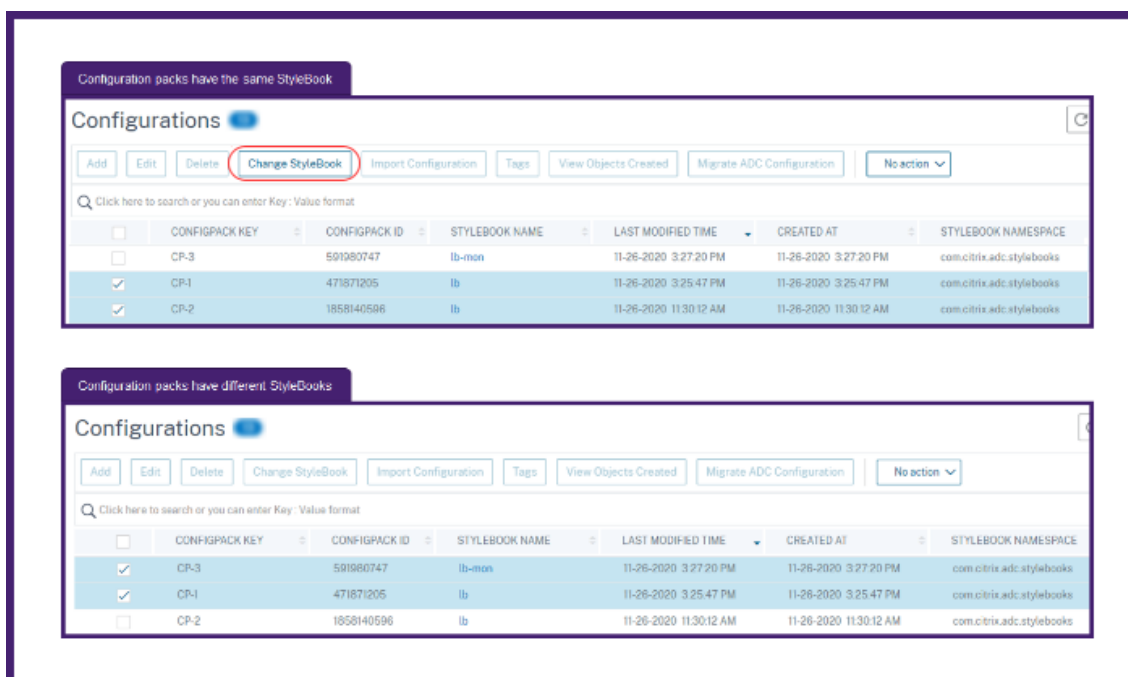 Configuration packs have the same StyleBook
Configurations
Add Edit Delete Change StyleBook Import Configuration Tags View Objects Created Migrate ADC Configuration No action
Click here to search or you can enter Key : Value format
CONFIGPACK KEY CONFIGPACK ID STYLEBOOK NAME LAST MODIFIED TIME CREATED AT STYLEBOOK NAMESPACE
CP-3 591980747 lb-mon 11-26-2020 3:27:20 PM 11-26-2020 3:27:20 PM com.citrix.adc.stylebooks
CP-1 471871205 lb 11-26-2020 3:25:47 PM 11-26-2020 3:25:47 PM com.citrix.adc.stylebooks
CP-2 1858140596 lb 11-26-2020 11:30:12 AM 11-26-2020 11:30:12 AM com.citrix.adc.stylebooks
Configuration packs have different StyleBooks
Configurations
Add Edit Delete Change StyleBook Import Configuration Tags View Objects Created Migrate ADC Configuration No action
Click here to search or you can enter Key : Value format
CONFIGPACK KEY CONFIGPACK ID STYLEBOOK NAME LAST MODIFIED TIME CREATED AT STYLEBOOK NAMESPACE
CP-3 591980747 lb-mon 11-26-2020 3:27:20 PM 11-26-2020 3:27:20 PM com.citrix.adc.stylebooks
CP-1 471871205 lb 11-26-2020 3:25:47 PM 11-26-2020 3:25:47 PM com.citrix.adc.stylebooks
CP-2 1858140596 lb 11-26-2020 11:30:12 AM 11-26-2020 11:30:12 AM com.citrix.adc.stylebooks